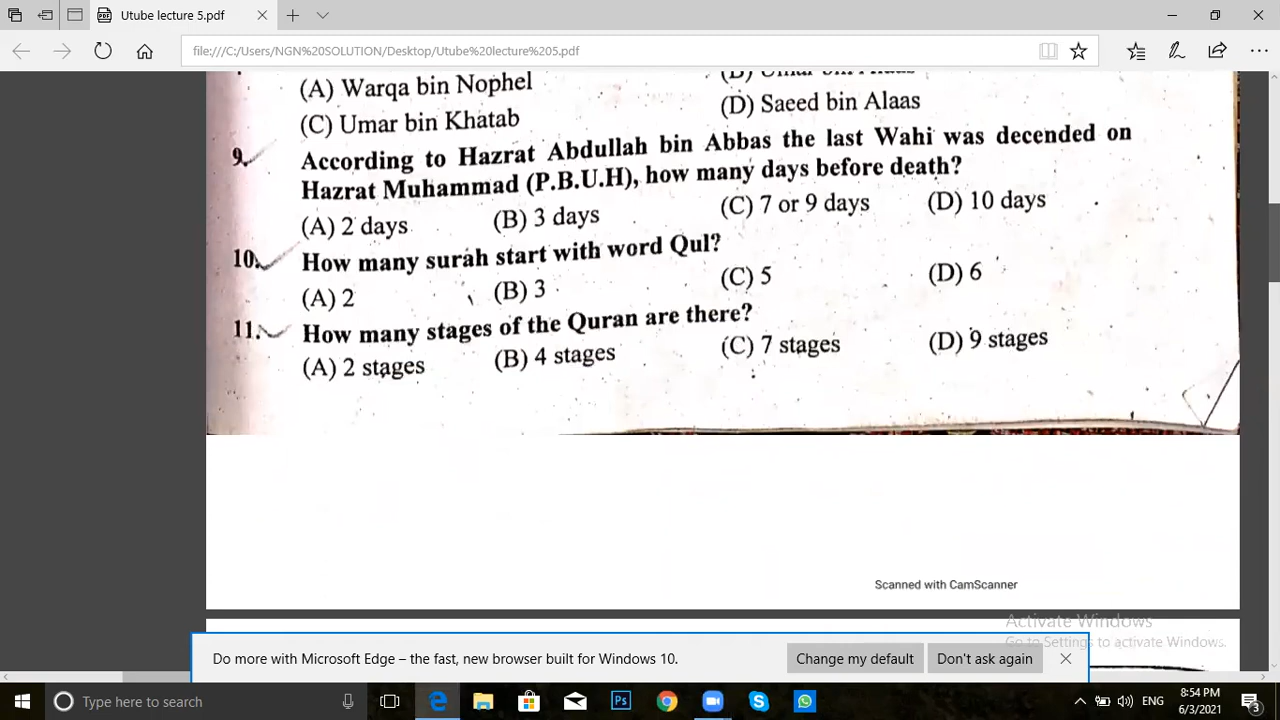 Utube lecture 5.pdf
file:///C:/Users/NGN%20SOLUTION/Desktop/Utube%20lecture%205.pdf
(A) Warqa bin Nophel
(C) Umar bin Khatab
(D) Saeed bin Alaas
9. According to Hazrat Abdullah bin Abbas the last Wahi was decended on
Hazrat Muhammad (P.B.U.H), how many days before death?
(A) 2 days (B) 3 days (C) 7 or 9 days (D) 10 days
10. How many surah start with word Qul?
(A) 2 (B) 3 (C) 5 (D) 6
11. How many stages of the Quran are there?
(A) 2 stages (B) 4 stages (C) 7 stages (D) 9 stages
Scanned with CamScanner
Activate Windows
Go to Settings to activate Windows.
Do more with Microsoft Edge – the fast, new browser built for Windows 10. Change my default Don't ask again
Type here to search
ENG
8:54 PM
6/3/2021